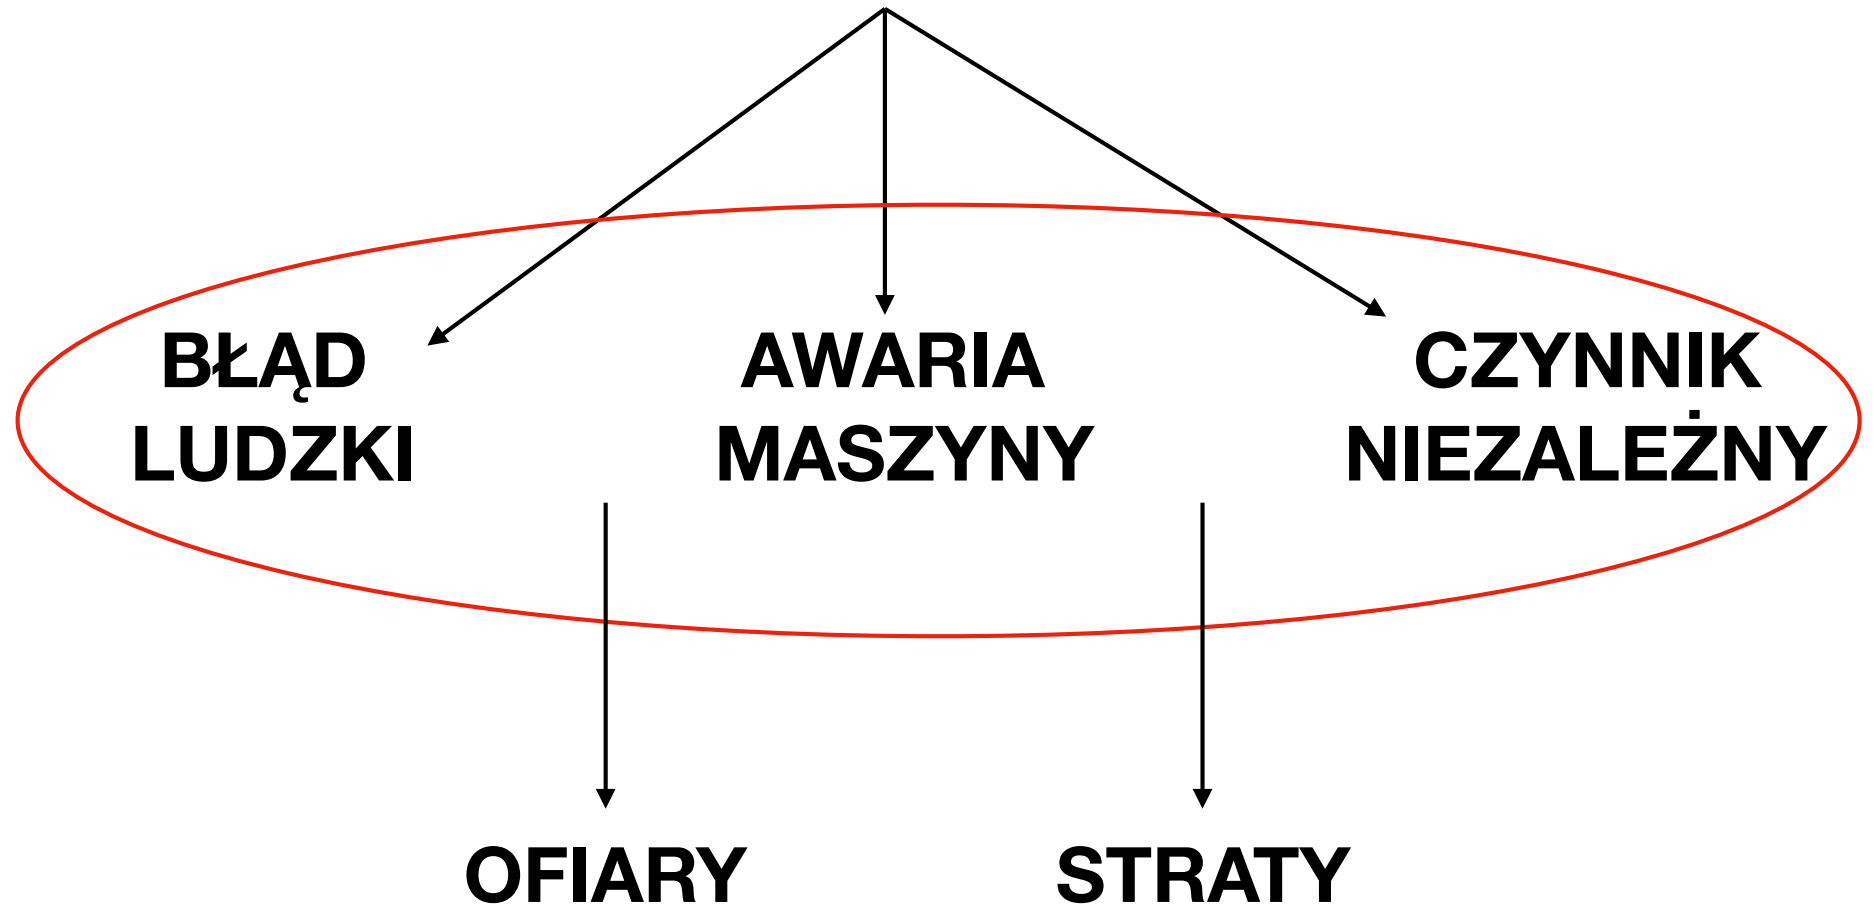 BŁĄD
LUDZKI
AWARIA
MASZYNY
CZYNNIK
NIEZALEŻNY
OFIARY
STRATY